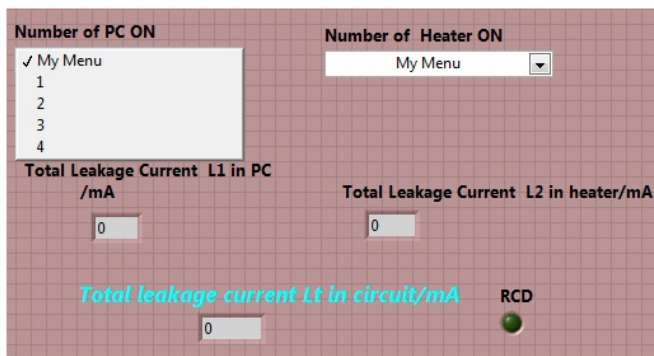 Number of PC ON
Number of Heater ON
✓ My Menu
1
2
3
4
My Menu
Total Leakage Current L1 in PC
/mA
0
Total Leakage Current L2 in heater/mA
0
Total leakage current Lt in circuit/mA
0
RCD